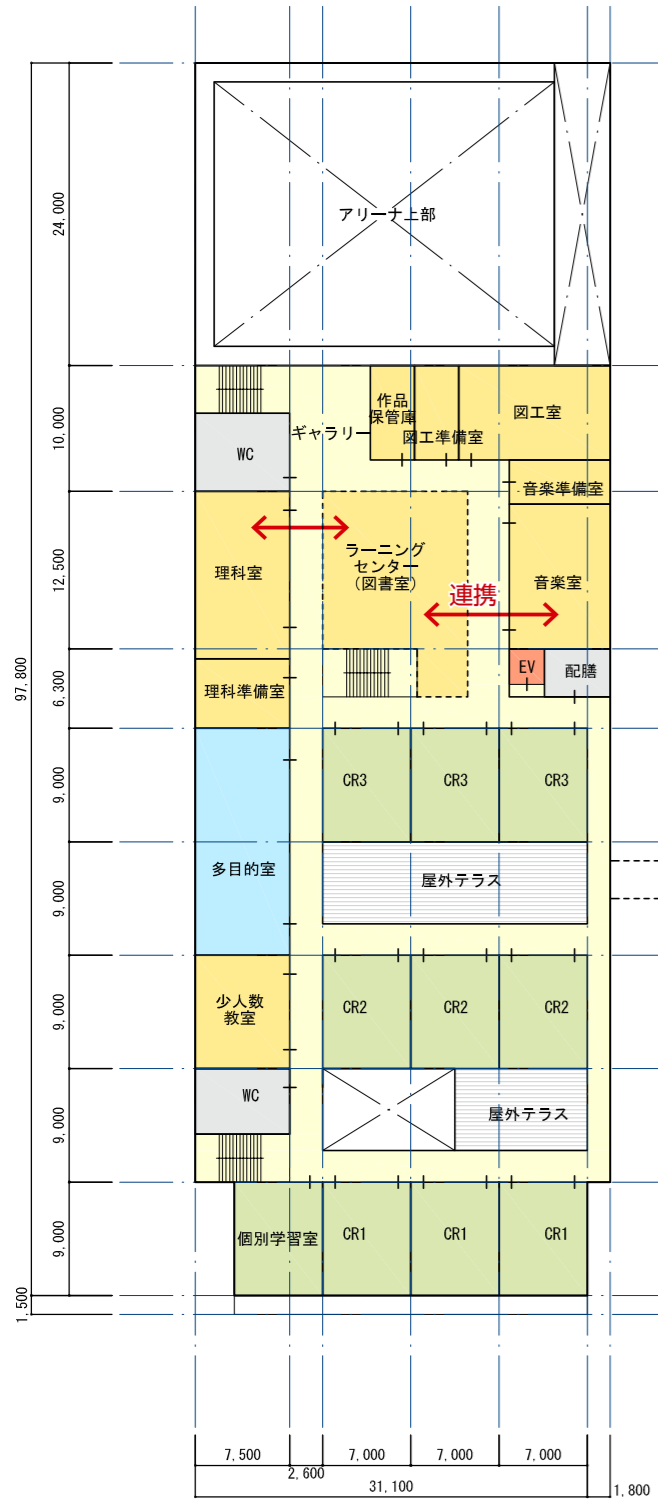 24,000
アリーナ上部
10,000
作品
保管庫
図工室
ギャラリー
図工準備室
WC
音楽準備室
12,500
ラーニング
センター
(図書室)
理科室
音楽室
連携
97,800
6,300
EV
配膳
理科準備室
9,000
CR3
CR3
CR3
9,000
多目的室
屋外テラス
9,000
少人数
教室
CR2
CR2
CR2
9,000
WC
屋外テラス
9,000
個別学習室
CR1
CR1
CR1
1,500
7,500
7,000
7,000
7,000
2,600
31,100
1,800